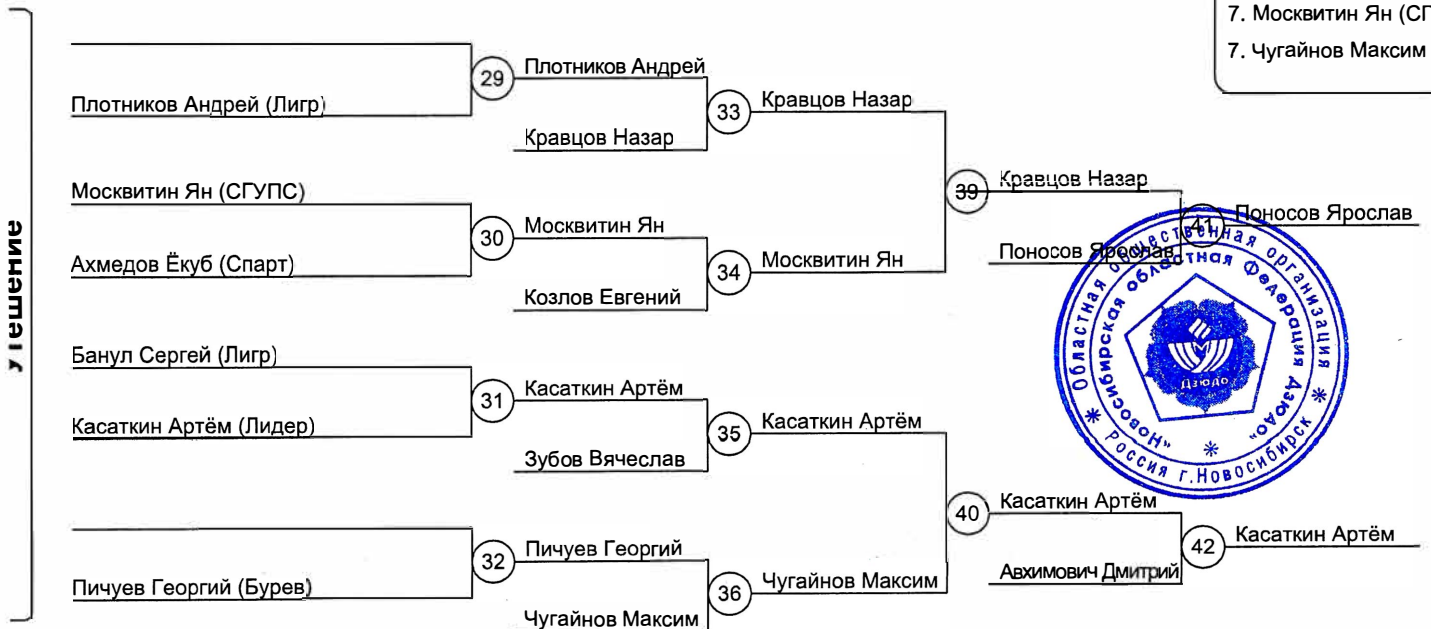 7. Москвитин Ян (СГ
7. Чугайнов Максим
утешение
29
Плотников Андрей
Плотников Андрей (Лигр)
33
Кравцов Назар
Кравцов Назар
Москвитин Ян (СГУПС)
39
Кравцов Назар
30
Москвитин Ян
41
Поносов Ярослав
Ахмедов Ёкуб (Спарт)
34
Москвитин Ян
Поносов Ярослав
Козлов Евгений
Банул Сергей (Лигр)
31
Касаткин Артём
Касаткин Артём (Лидер)
35
Касаткин Артём
Зубов Вячеслав
40
Касаткин Артём
32
Пичуев Георгий
42
Касаткин Артём
Пичуев Георгий (Бурев)
36
Чугайнов Максим
Авхимович Дмитрий
Чугайнов Максим
Областная общественная организация
"Новосибирская областная Федерация Дзюдо"
Дзюдо
* Россия г.Новосибирск *